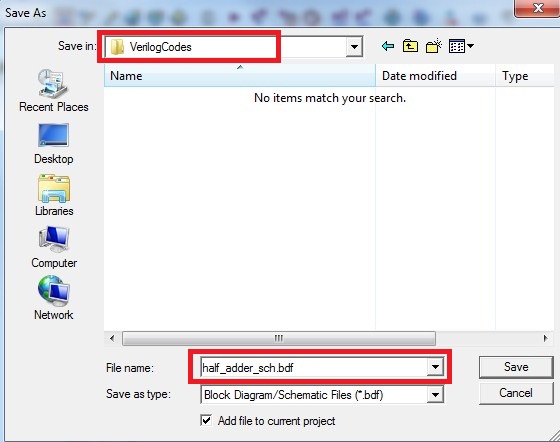 Save As
Save in: VerilogCodes
Name Date modified Type
No items match your search.
Recent Places
Desktop
Libraries
Computer
Network
File name: half_adder_sch.bdf Save
Save as type: Block Diagram/Schematic Files (*.bdf) Cancel
Add file to current project